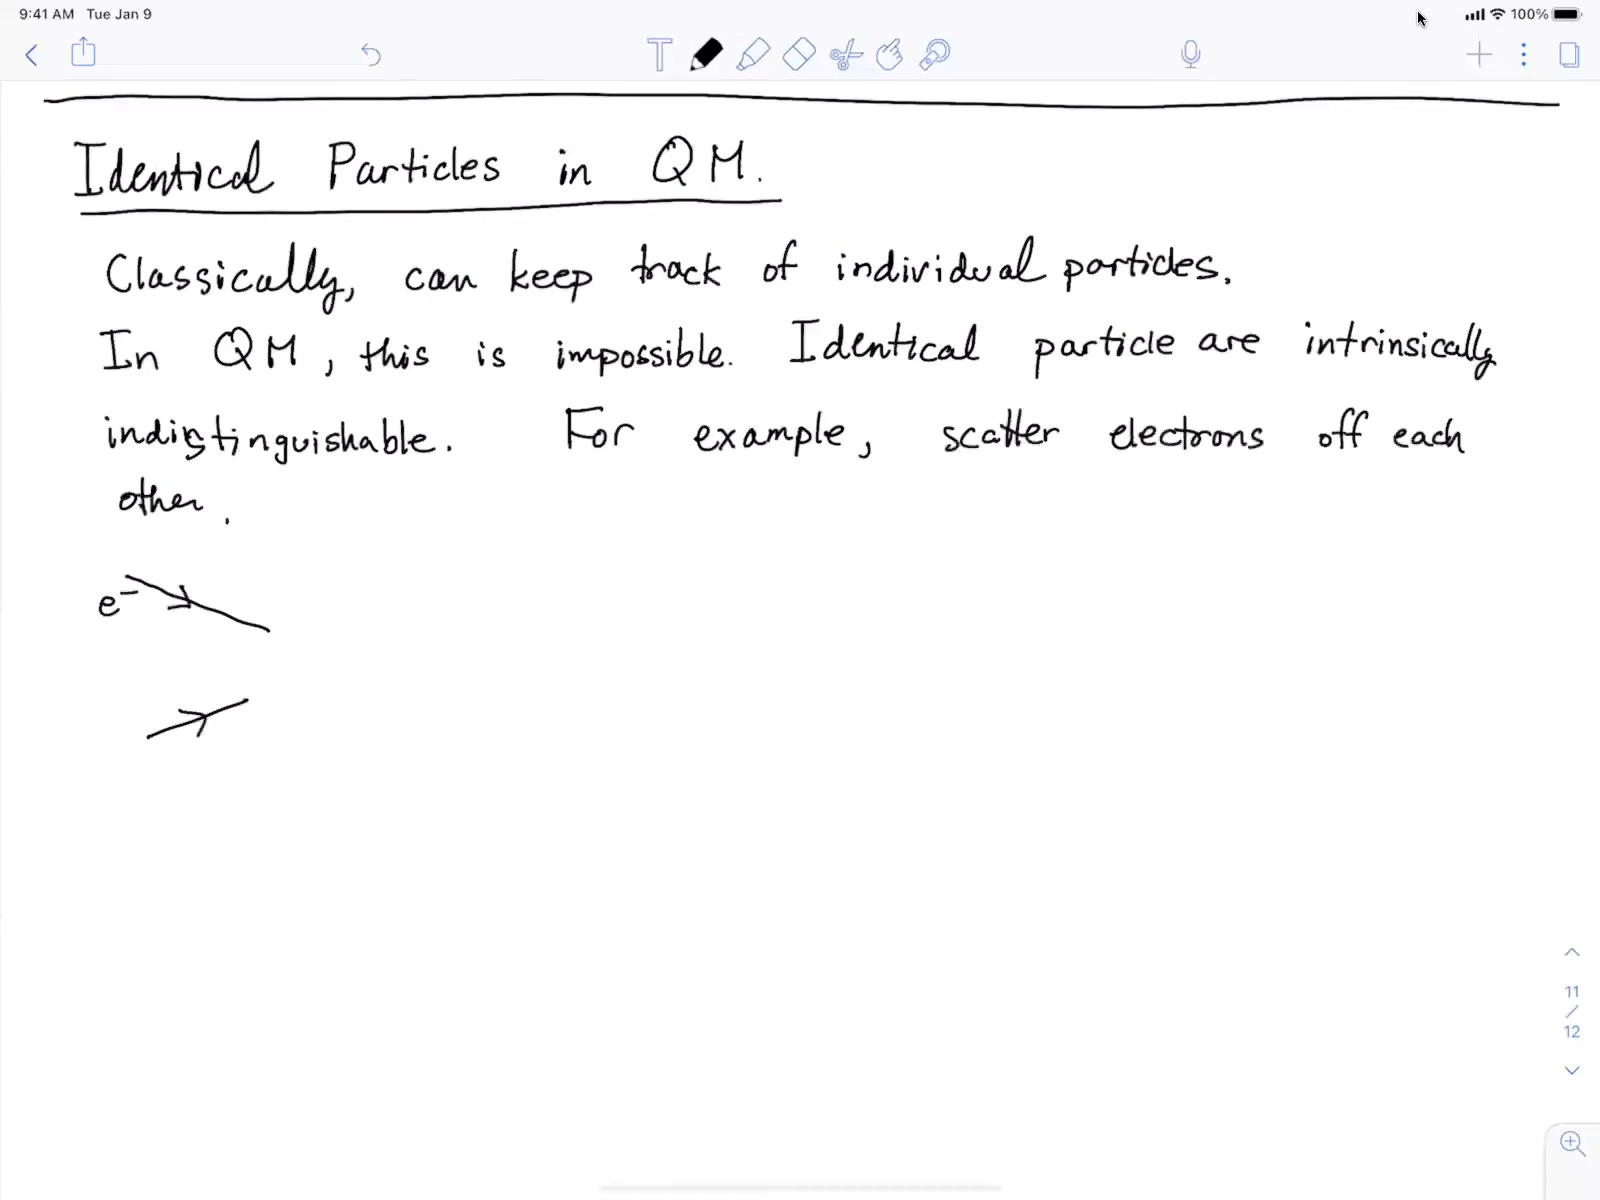 9:41 AM Tue Jan 9 100%
T
Identical Particles in QM.
Classically, can keep track of individual particles.
In QM, this is impossible. Identical particle are intrinsically
indistinguishable. For example, scatter electrons off each
other.
e⁻
11
/
12